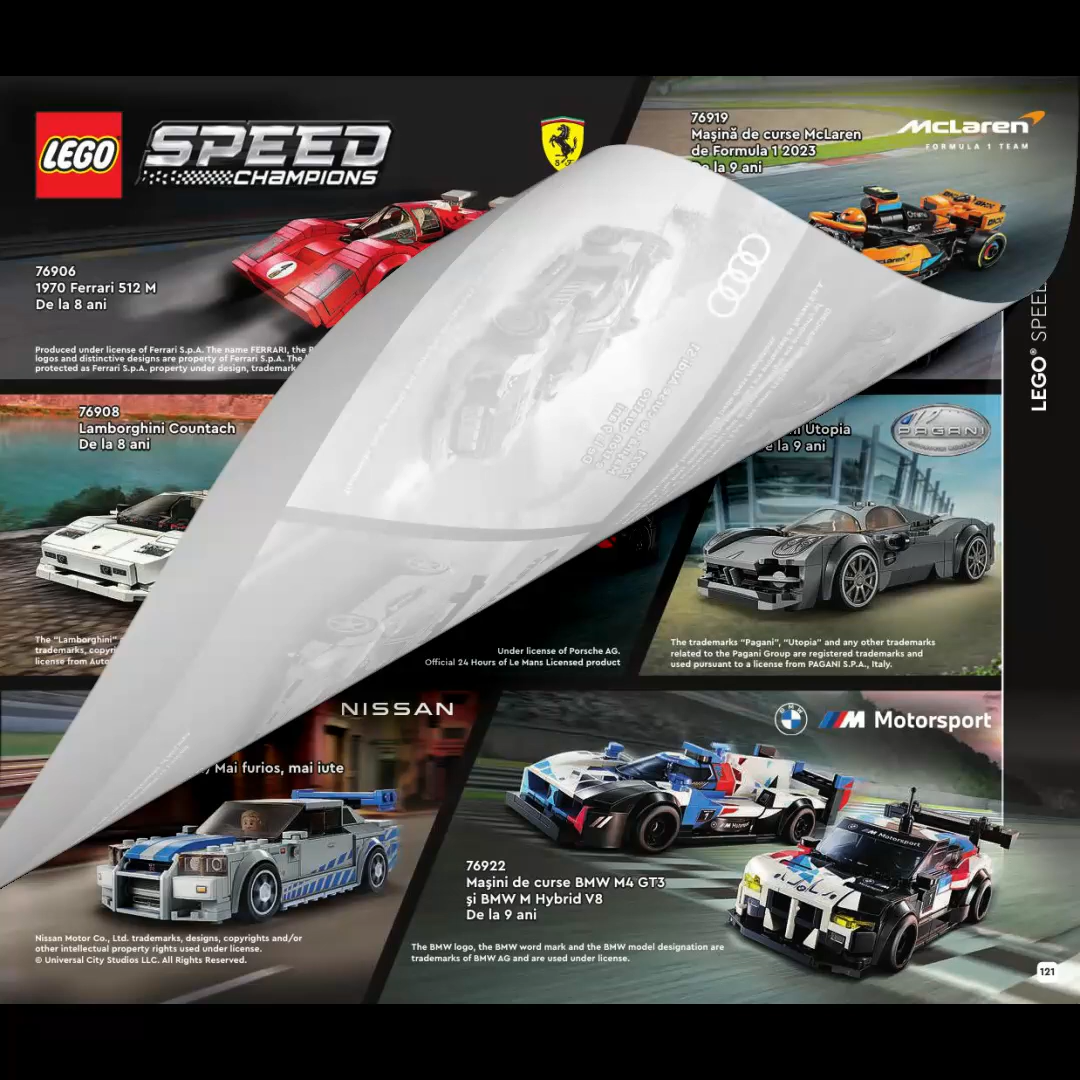 LEGO
SPEED
CHAMPIONS
76906
1970 Ferrari 512 M
De la 8 ani
Produced under license of Ferrari S.p.A. The name FERRARI, the
logos and distinctive designs are property of Ferrari S.p.A. The
protected as Ferrari S.p.A. property under design, trademark
76919
Mașină de curse McLaren
de Formula 1 2023
la 9 ani
McLaren
FORMULA 1 TEAM
LEGO® SPEED
76908
Lamborghini Countach
De la 8 ani
The "Lamborghini"
trademarks,
license from
Under license of Porsche AG.
Official 24 Hours of Le Mans Licensed product
Utopia
la 9 ani
PAGANI
The trademarks "Pagani", "Utopia" and any other trademarks
related to the Pagani Group are registered trademarks and
used pursuant to a license from PAGANI S.P.A., Italy.
NISSAN
Mai furios, mai iute
Nissan Motor Co., Ltd. trademarks, designs, copyrights and/or
other intellectual property rights used under license.
© Universal City Studios LLC. All Rights Reserved.
BMW
M Motorsport
76922
Mașini de curse BMW M4 GT3
și BMW M Hybrid V8
De la 9 ani
The BMW logo, the BMW word mark and the BMW model designation are
trademarks of BMW AG and are used under license.
121